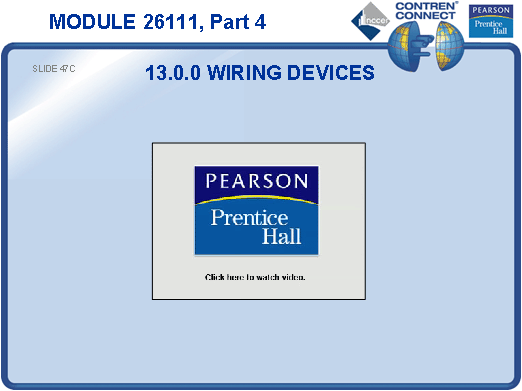 MODULE 26111, Part 4
nccer
CONTREN®
CONNECT
PEARSON
Prentice
Hall
SLIDE 47C
13.0.0 WIRING DEVICES
PEARSON
Prentice
Hall
Click here to watch video.